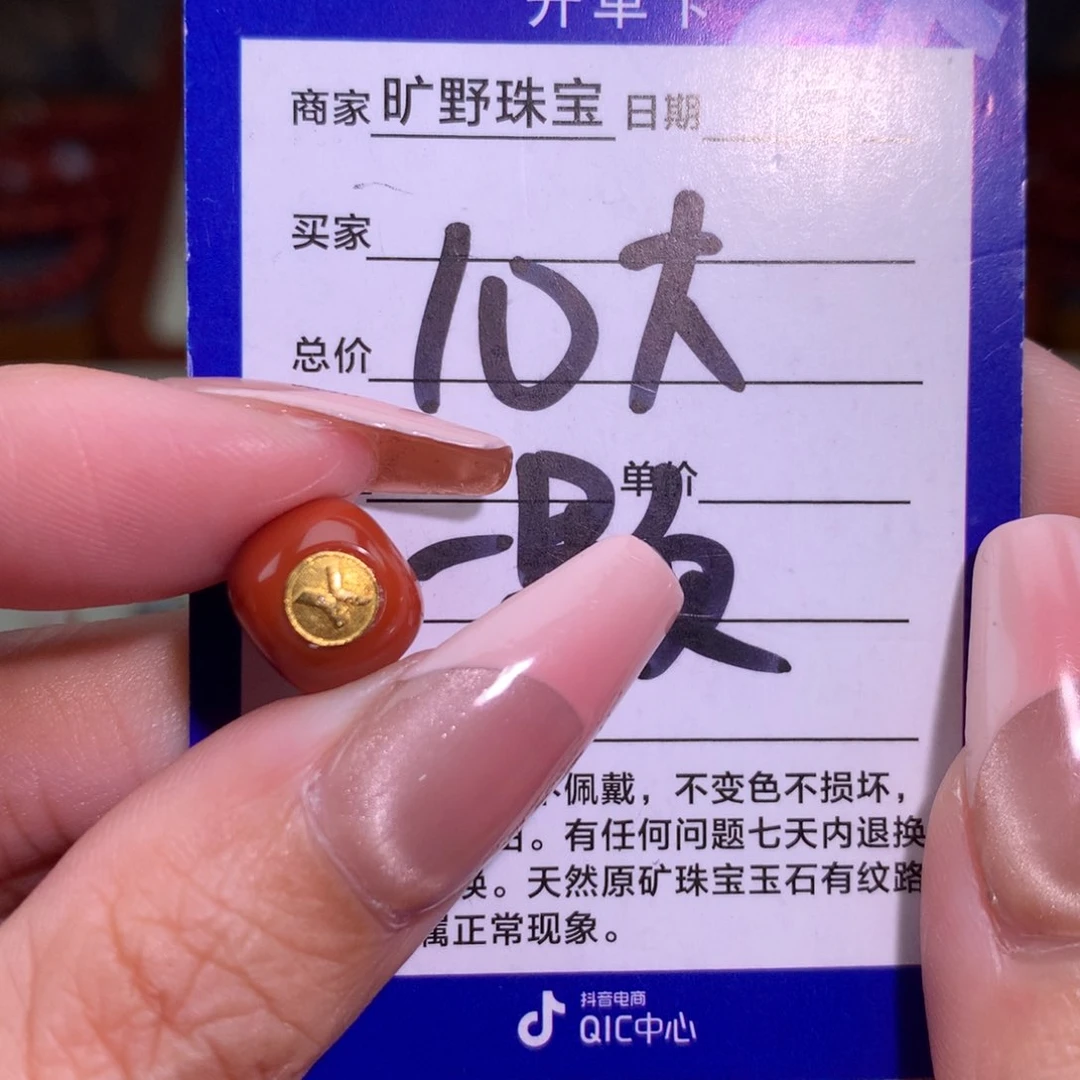 开单卡
商家 旷野珠宝 日期
买家
10大
总价
单价
一颗
佩戴，不变色不损坏，
。有任何问题七天内退换
换。天然原矿珠宝玉石有纹路
属正常现象。
抖音电商
QIC中心